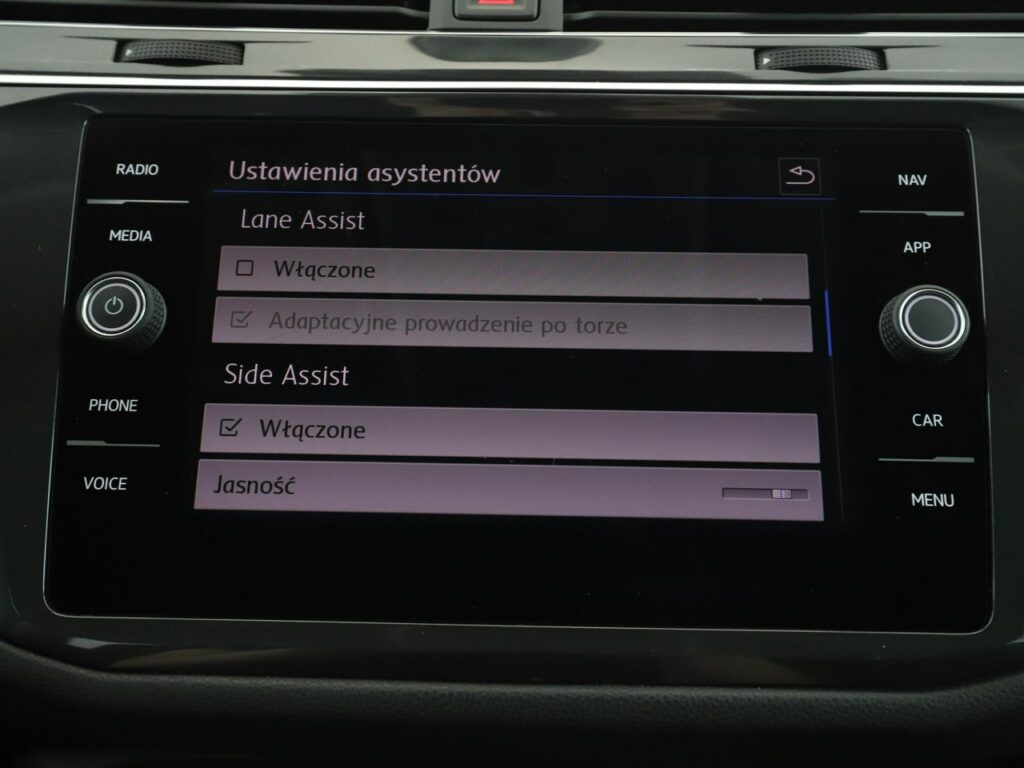 RADIO
MEDIA
PHONE
VOICE
Ustawienia asystentów
Lane Assist
Włączone
Adaptacyjne prowadzenie po torze
Side Assist
Włączone
Jasność
NAV
APP
CAR
MENU